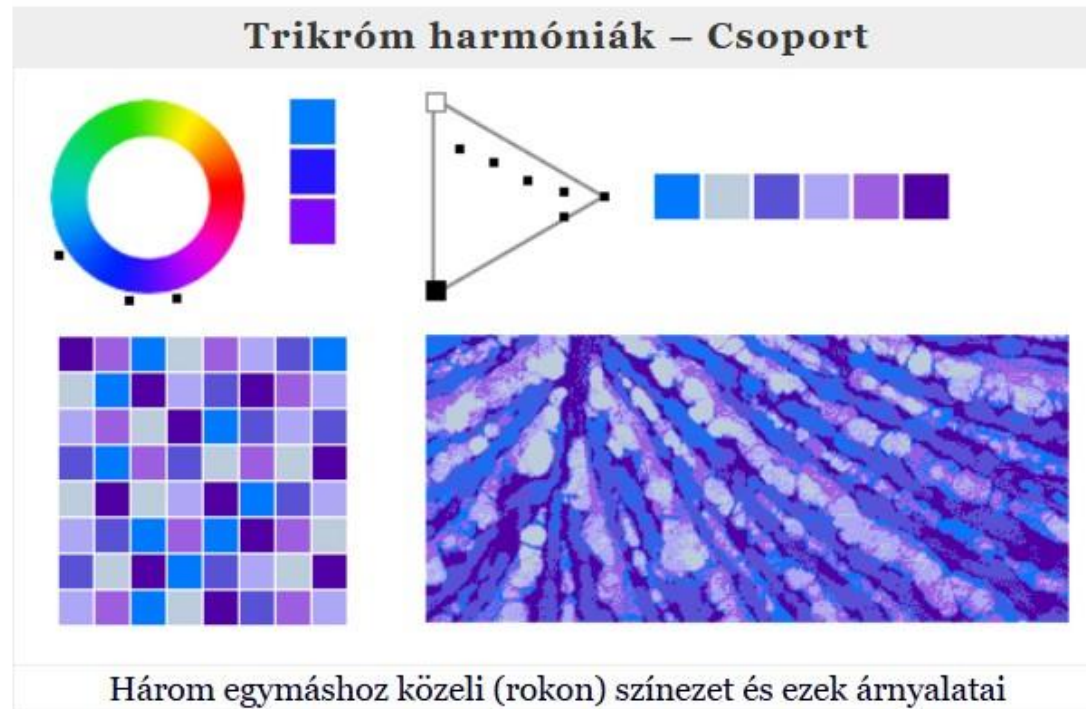 Trikróm harmóniák – Csoport
Három egymáshoz közeli (rokon) színezet és ezek árnyalatai